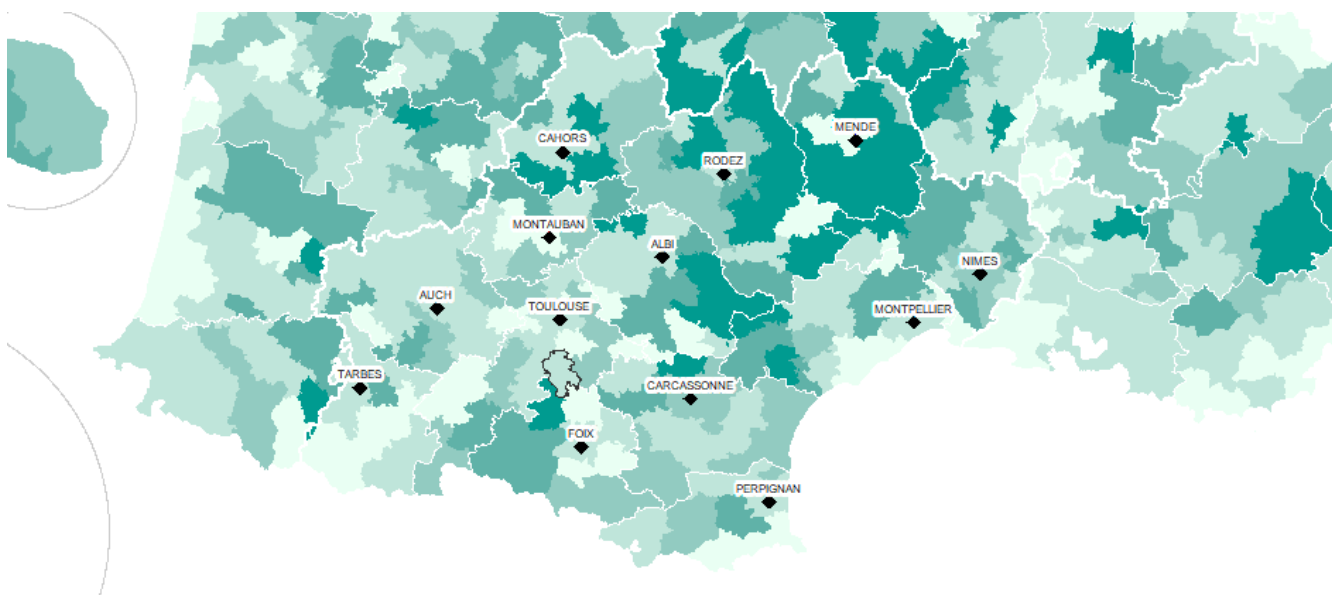 MENDE
CAHORS
RODEZ
MONTAUBAN
ALBI
NIMES
AUCH
TOULOUSE
MONTPELLIER
TARBES
CARCASSONNE
FOIX
PERPIGNAN